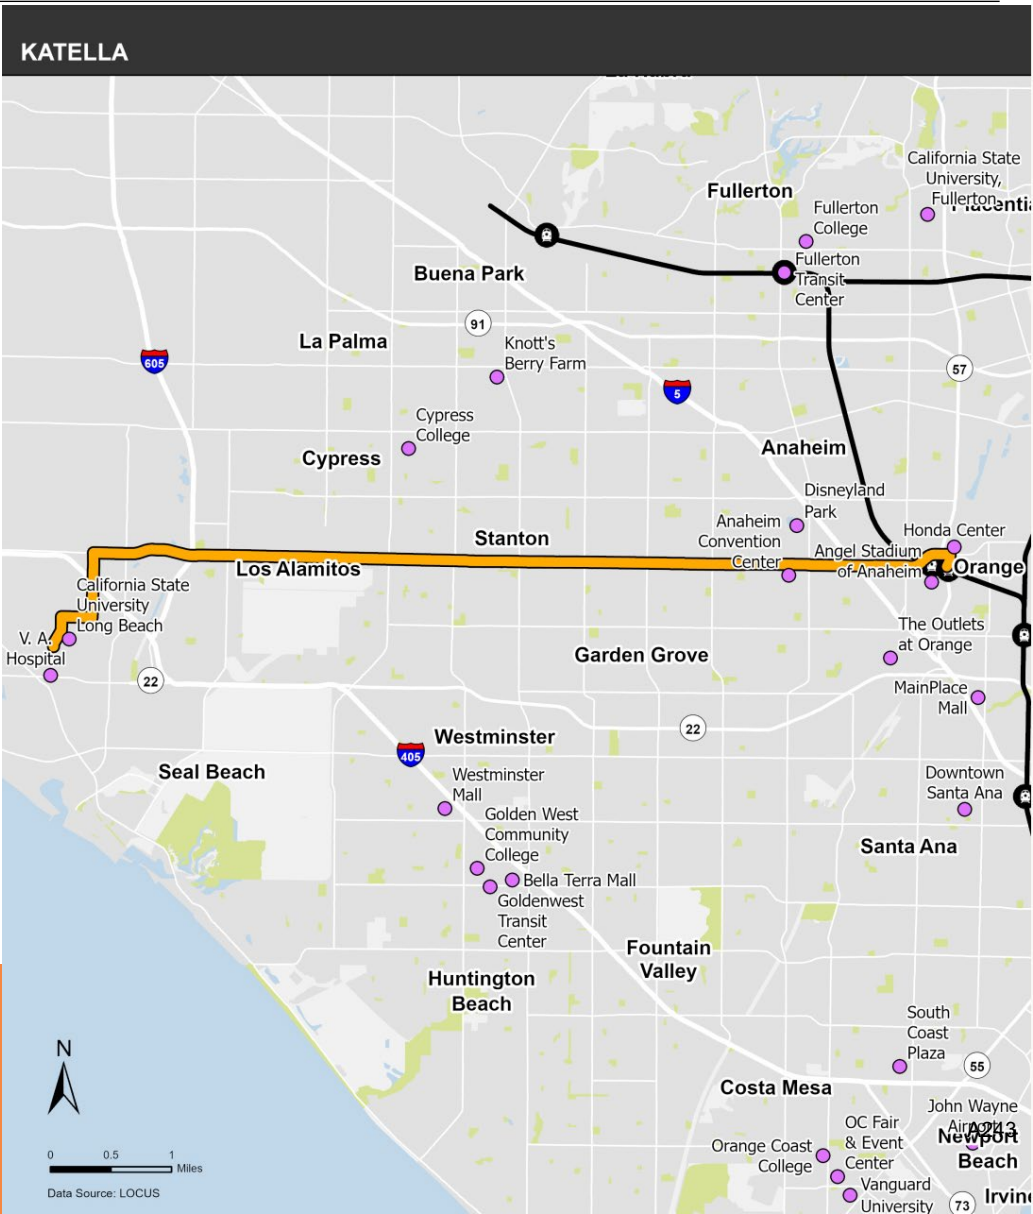 KATELLA
California State
University,
Fullerton
Fullerton
Fullerton
College
Fullerton
Transit
Center
Buena Park
91
La Palma
Knott's
Berry Farm
605
57
5
Cypress
College
Anaheim
Cypress
Disneyland
Park
Anaheim
Convention
Center
Honda Center
Stanton
Angel Stadium
of Anaheim
Orange
Los Alamitos
California State
University
Long Beach
V. A.
Hospital
The Outlets
at Orange
Garden Grove
22
MainPlace
Mall
22
Westminster
405
Seal Beach
Westminster
Mall
Downtown
Santa Ana
Golden West
Community
College
Santa Ana
Bella Terra Mall
Goldenwest
Transit
Center
Fountain
Valley
Huntington
Beach
South
Coast
Plaza
N
55
Costa Mesa
John Wayne
Airport
A243
Newport
Beach
OC Fair
& Event
Center
Orange Coast
College
Vanguard
University
0 0.5 1
Miles
Data Source: LOCUS
73
Irvine